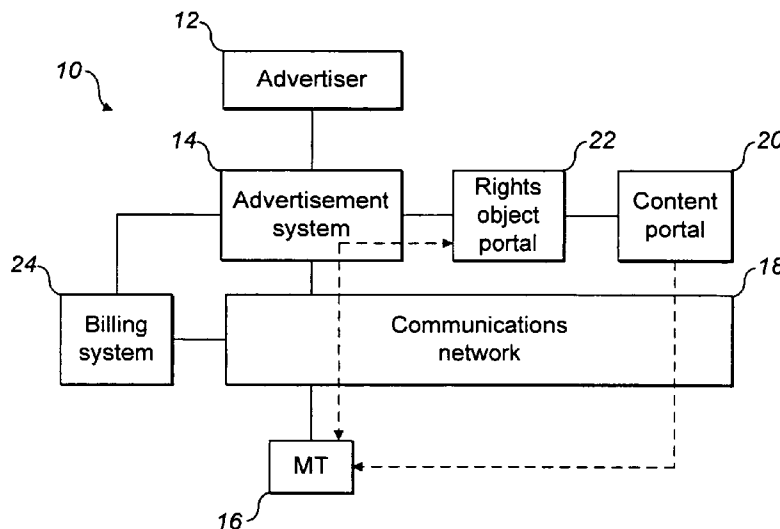 12
Advertiser
10
14
Advertisement
system
22
Rights
object
portal
20
Content
portal
24
Billing
system
18
Communications
network
MT
16